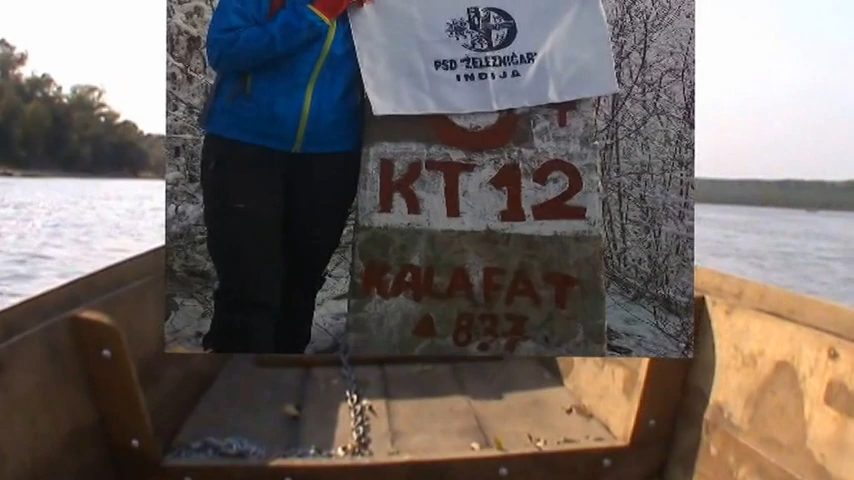 PSD "ŽELEZNIČAR"
INĐIJA
KT 12
KALAFAT
▲ 837